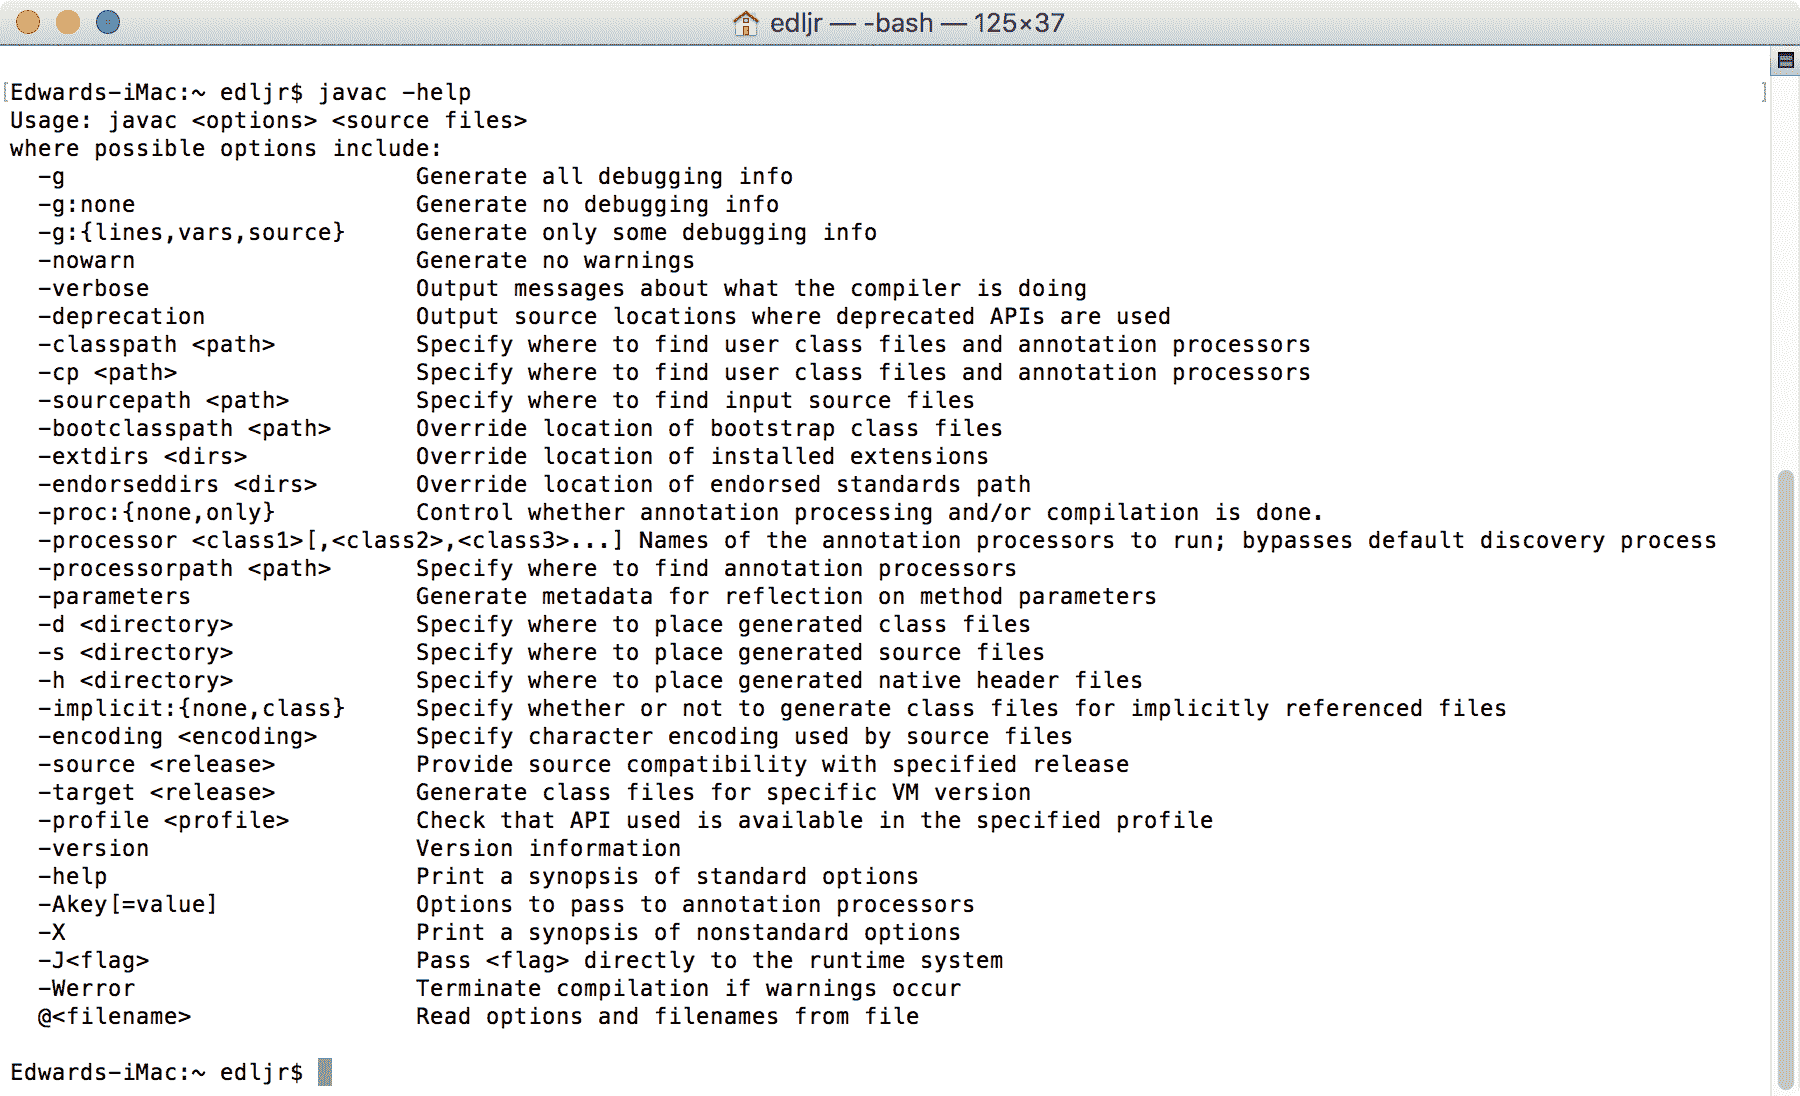 edljr — -bash — 125×37
Edwards-iMac:~ edljr$ javac -help
Usage: javac <options> <source files>
where possible options include:
  -g                         Generate all debugging info
  -g:none                    Generate no debugging info
  -g:{lines,vars,source}     Generate only some debugging info
  -nowarn                    Generate no warnings
  -verbose                   Output messages about what the compiler is doing
  -deprecation               Output source locations where deprecated APIs are used
  -classpath <path>          Specify where to find user class files and annotation processors
  -cp <path>                 Specify where to find user class files and annotation processors
  -sourcepath <path>         Specify where to find input source files
  -bootclasspath <path>      Override location of bootstrap class files
  -extdirs <dirs>            Override location of installed extensions
  -endorseddirs <dirs>       Override location of endorsed standards path
  -proc:{none,only}          Control whether annotation processing and/or compilation is done.
  -processor <class1>[,<class2>,<class3>...] Names of the annotation processors to run; bypasses default discovery process
  -processorpath <path>      Specify where to find annotation processors
  -parameters                Generate metadata for reflection on method parameters
  -d <directory>             Specify where to place generated class files
  -s <directory>             Specify where to place generated source files
  -h <directory>             Specify where to place generated native header files
  -implicit:{none,class}     Specify whether or not to generate class files for implicitly referenced files
  -encoding <encoding>       Specify character encoding used by source files
  -source <release>          Provide source compatibility with specified release
  -target <release>          Generate class files for specific VM version
  -profile <profile>         Check that API used is available in the specified profile
  -version                   Version information
  -help                      Print a synopsis of standard options
  -Akey[=value]              Options to pass to annotation processors
  -X                         Print a synopsis of nonstandard options
  -J<flag>                   Pass <flag> directly to the runtime system
  -Werror                    Terminate compilation if warnings occur
  @<filename>                Read options and filenames from file
Edwards-iMac:~ edljr$